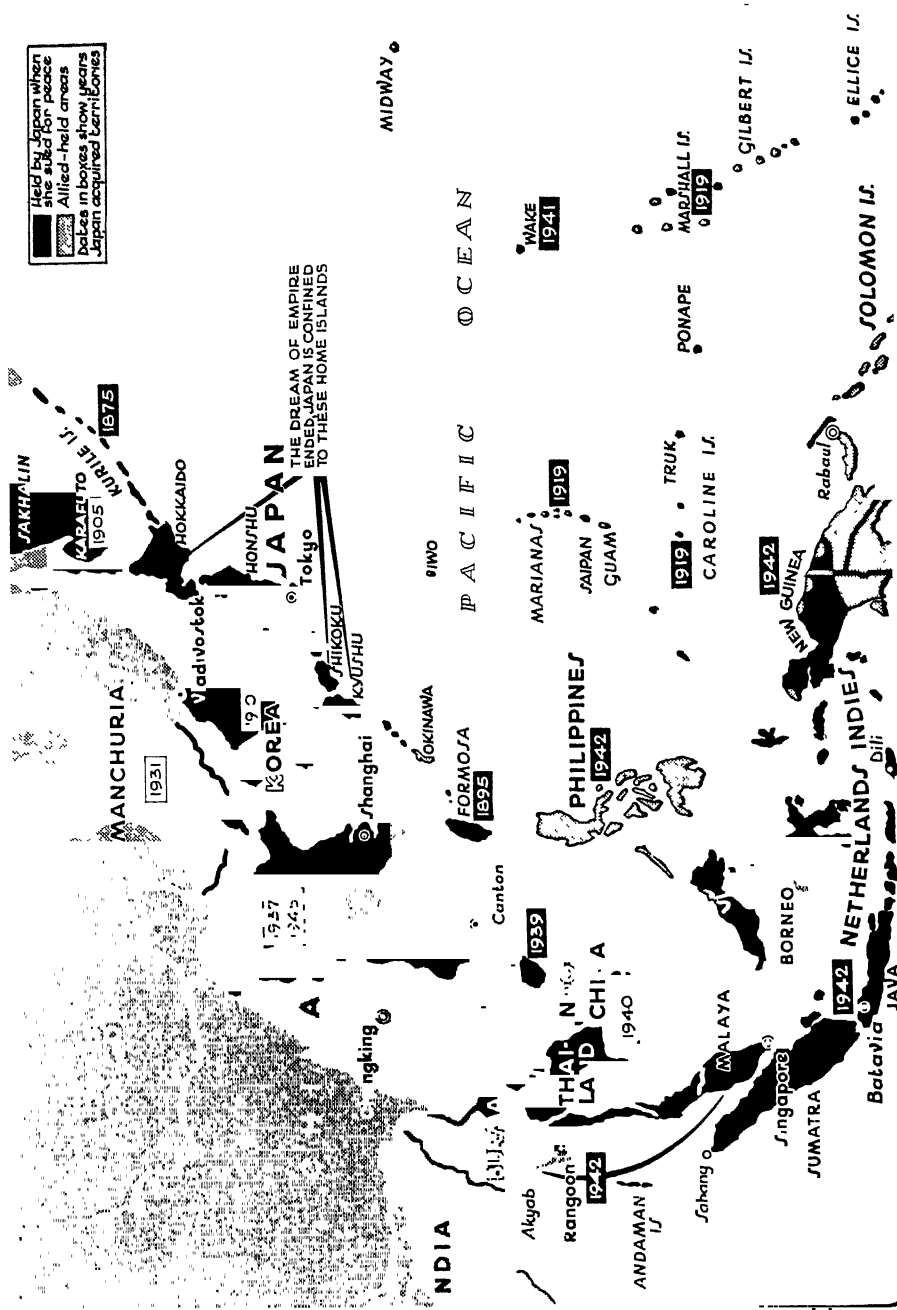 Held by Japan when
she sued for peace
Allied-held areas
Dates in boxes show years
Japan acquired territories
SAKHALIN
KARAFUTO
1905
KURILE IS.
1875
HOKKAIDO
MANCHURIA
1931
Vladivostok
HONSHU
JAPAN
THE DREAM OF EMPIRE
ENDED, JAPAN IS CONFINED
TO THESE HOME ISLANDS
Tokyo
KOREA
SHIKOKU
KYUSHU
MIDWAY
1937
Shanghai
OKINAWA
IWO
PACIFIC OCEAN
A
ngking
FORMOSA
1895
Canton
WAKE
1941
NDIA
1939
MARIANAS
1919
SAIPAN
GUAM
PHILIPPINES
1942
Akyab
Rangoon
1942
THAI-
LAND
1940
ANDAMAN
IS
1919
TRUK
CAROLINE IS.
PONAPE
MARSHALL IS.
1919
GILBERT IS.
MALAYA
Sabang
Singapore
BORNEO
SUMATRA
1942
NETHERLANDS INDIES
1942
NEW GUINEA
Rabaul
SOLOMON IS.
ELLICE IS.
Batavia
JAVA
Dili